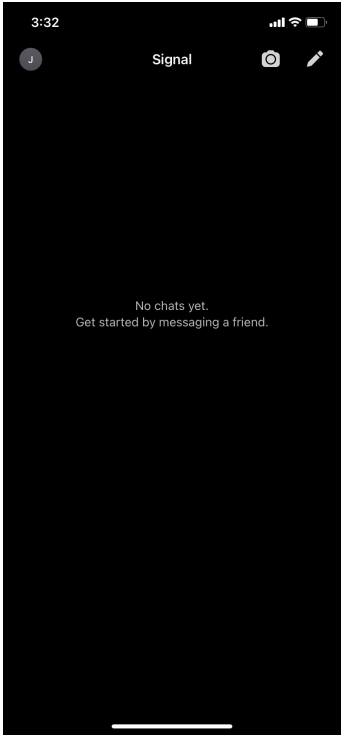 3:32
J
Signal
No chats yet.
Get started by messaging a friend.